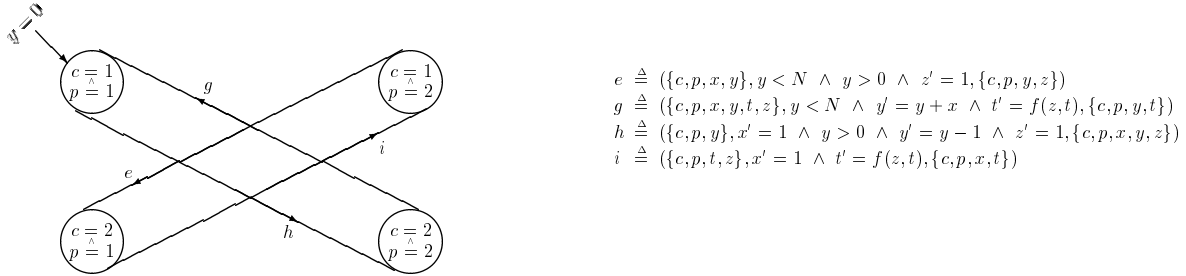 y = 0
c = 1
∧
p = 1
c = 1
∧
p = 2
g
i
e
h
c = 2
∧
p = 1
c = 2
∧
p = 2
e ≜ ({c, p, x, y}, y < N ∧ y > 0 ∧ z′ = 1, {c, p, y, z})
g ≜ ({c, p, x, y, t, z}, y < N ∧ y′ = y + x ∧ t′ = f(z, t), {c, p, y, t})
h ≜ ({c, p, y}, x′ = 1 ∧ y > 0 ∧ y′ = y − 1 ∧ z′ = 1, {c, p, x, y, z})
i ≜ ({c, p, t, z}, x′ = 1 ∧ t′ = f(z, t), {c, p, x, t})